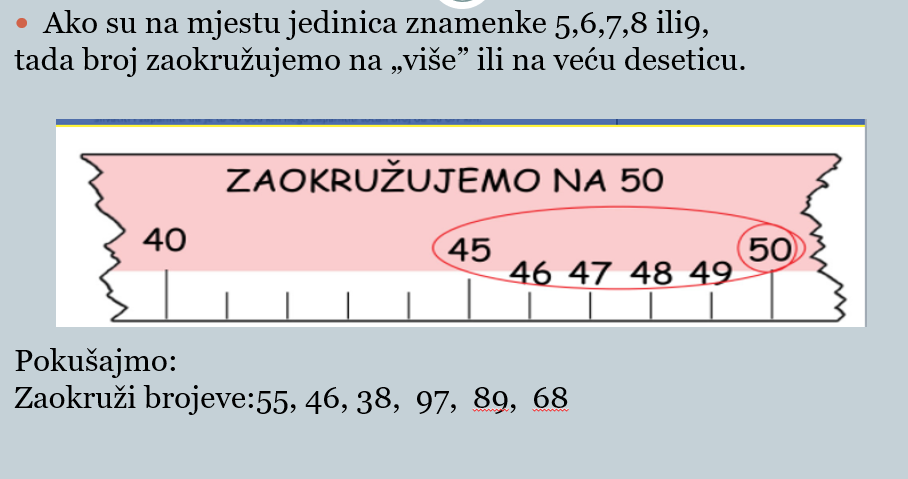 • Ako su na mjestu jedinica znamenke 5,6,7,8 ili9,
tada broj zaokružujemo na „više” ili na veću deseticu.
ZAOKRUŽUJEMO NA 50
40 45 46 47 48 49 50
Pokušajmo:
Zaokruži brojeve:55, 46, 38, 97, 89, 68